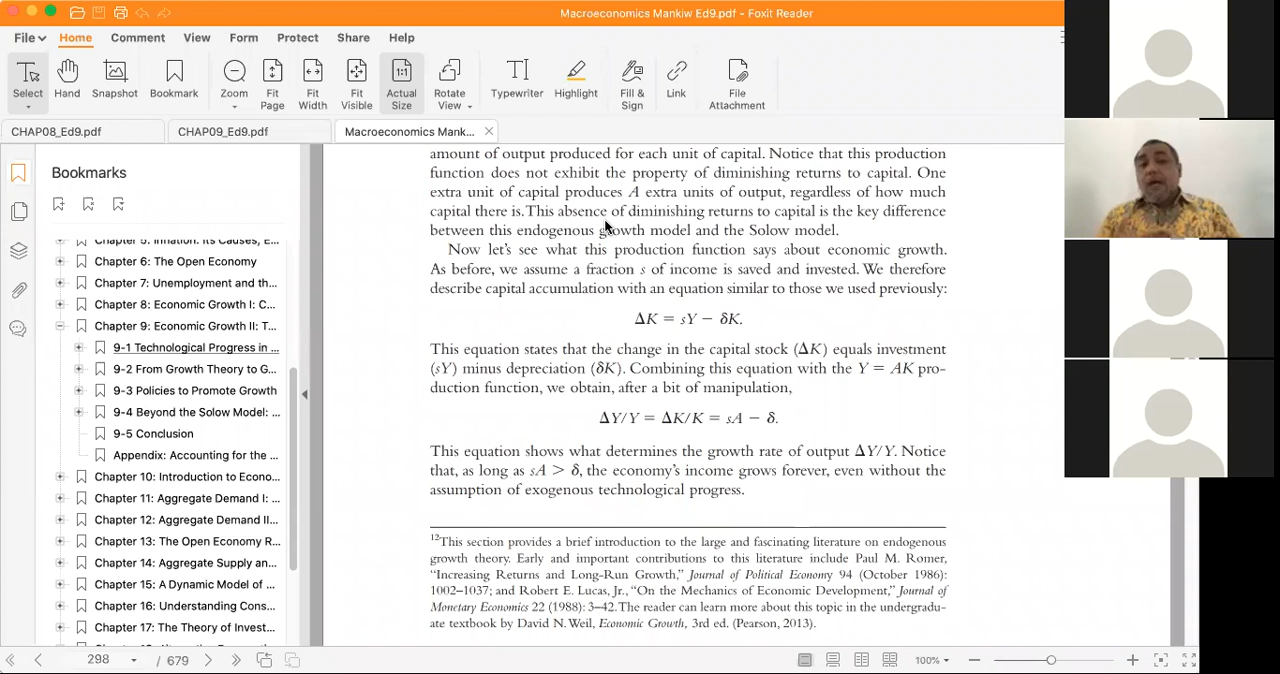 Macroeconomics Mankiw Ed9.pdf - Foxit Reader
File Home Comment View Form Protect Share Help
Select Hand Snapshot Bookmark Zoom Fit Page Fit Width Fit Visible Actual Size Rotate View Typewriter Highlight Fill & Sign Link File Attachment
CHAP08_Ed9.pdf CHAP09_Ed9.pdf Macroeconomics Mank...
Bookmarks
Chapter 5: Inflation: Its Causes, E...
Chapter 6: The Open Economy
Chapter 7: Unemployment and th...
Chapter 8: Economic Growth I: C...
Chapter 9: Economic Growth II: T...
9-1 Technological Progress in ...
9-2 From Growth Theory to G...
9-3 Policies to Promote Growth
9-4 Beyond the Solow Model: ...
9-5 Conclusion
Appendix: Accounting for the ...
Chapter 10: Introduction to Econo...
Chapter 11: Aggregate Demand I: ...
Chapter 12: Aggregate Demand II...
Chapter 13: The Open Economy R...
Chapter 14: Aggregate Supply an...
Chapter 15: A Dynamic Model of ...
Chapter 16: Understanding Cons...
Chapter 17: The Theory of Invest...
amount of output produced for each unit of capital. Notice that this production
function does not exhibit the property of diminishing returns to capital. One
extra unit of capital produces A extra units of output, regardless of how much
capital there is. This absence of diminishing returns to capital is the key difference
between this endogenous growth model and the Solow model.
Now let's see what this production function says about economic growth.
As before, we assume a fraction s of income is saved and invested. We therefore
describe capital accumulation with an equation similar to those we used previously:
ΔK = sY − δK.
This equation states that the change in the capital stock (ΔK) equals investment
(sY) minus depreciation (δK). Combining this equation with the Y = AK pro-
duction function, we obtain, after a bit of manipulation,
ΔY/Y = ΔK/K = sA − δ.
This equation shows what determines the growth rate of output ΔY/Y. Notice
that, as long as sA > δ, the economy's income grows forever, even without the
assumption of exogenous technological progress.
12This section provides a brief introduction to the large and fascinating literature on endogenous
growth theory. Early and important contributions to this literature include Paul M. Romer,
"Increasing Returns and Long-Run Growth," Journal of Political Economy 94 (October 1986):
1002–1037; and Robert E. Lucas, Jr., "On the Mechanics of Economic Development," Journal of
Monetary Economics 22 (1988): 3–42. The reader can learn more about this topic in the undergradu-
ate textbook by David N. Weil, Economic Growth, 3rd ed. (Pearson, 2013).
298 / 679 100%